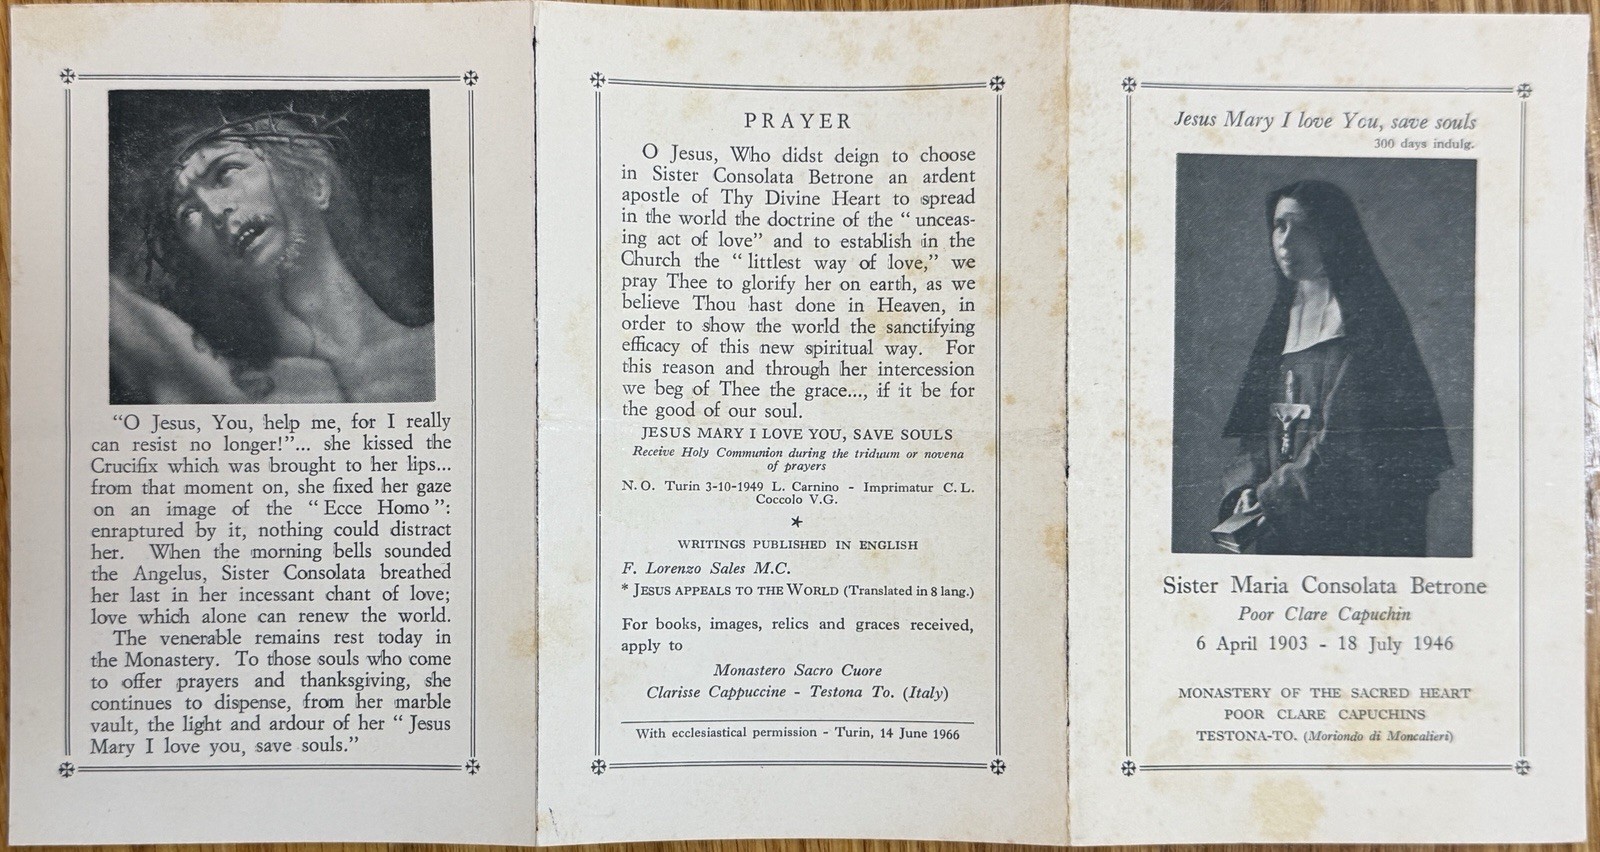 "O Jesus, You, help me, for I really
can resist no longer!"... she kissed the
Crucifix which was brought to her lips...
from that moment on, she fixed her gaze
on an image of the "Ecce Homo":
enraptured by it, nothing could distract
her. When the morning bells sounded
the Angelus, Sister Consolata breathed
her last in her incessant chant of love;
love which alone can renew the world.
The venerable remains rest today in
the Monastery. To those souls who come
to offer prayers and thanksgiving, she
continues to dispense, from her marble
vault, the light and ardour of her "Jesus
Mary I love you, save souls."
PRAYER
O Jesus, Who didst deign to choose
in Sister Consolata Betrone an ardent
apostle of Thy Divine Heart to spread
in the world the doctrine of the "unceas-
ing act of love" and to establish in the
Church the "littlest way of love," we
pray Thee to glorify her on earth, as we
believe Thou hast done in Heaven, in
order to show the world the sanctifying
efficacy of this new spiritual way. For
this reason and through her intercession
we beg of Thee the grace..., if it be for
the good of our soul.
JESUS MARY I LOVE YOU, SAVE SOULS
Receive Holy Communion during the triduum or novena
of prayers
N. O. Turin 3-10-1949 L. Carnino - Imprimatur C. L.
Coccolo V.G.
*
WRITINGS PUBLISHED IN ENGLISH
F. Lorenzo Sales M.C.
* JESUS APPEALS TO THE WORLD (Translated in 8 lang.)
For books, images, relics and graces received,
apply to
Monastero Sacro Cuore
Clarisse Cappuccine - Testona To. (Italy)
With ecclesiastical permission - Turin, 14 June 1966
Jesus Mary I love You, save souls
300 days indulg.
Sister Maria Consolata Betrone
Poor Clare Capuchin
6 April 1903 - 18 July 1946
MONASTERY OF THE SACRED HEART
POOR CLARE CAPUCHINS
TESTONA-TO. (Moriondo di Moncalieri)